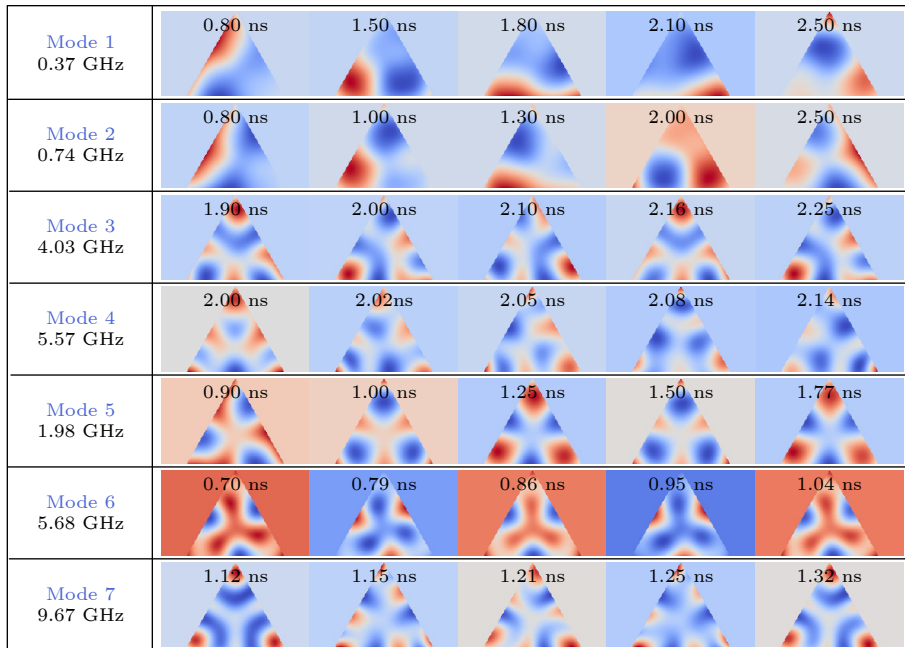 Mode 1
0.37 GHz
0.80 ns 1.50 ns 1.80 ns 2.10 ns 2.50 ns
Mode 2
0.74 GHz
0.80 ns 1.00 ns 1.30 ns 2.00 ns 2.50 ns
Mode 3
4.03 GHz
1.90 ns 2.00 ns 2.10 ns 2.16 ns 2.25 ns
Mode 4
5.57 GHz
2.00 ns 2.02ns 2.05 ns 2.08 ns 2.14 ns
Mode 5
1.98 GHz
0.90 ns 1.00 ns 1.25 ns 1.50 ns 1.77 ns
Mode 6
5.68 GHz
0.70 ns 0.79 ns 0.86 ns 0.95 ns 1.04 ns
Mode 7
9.67 GHz
1.12 ns 1.15 ns 1.21 ns 1.25 ns 1.32 ns